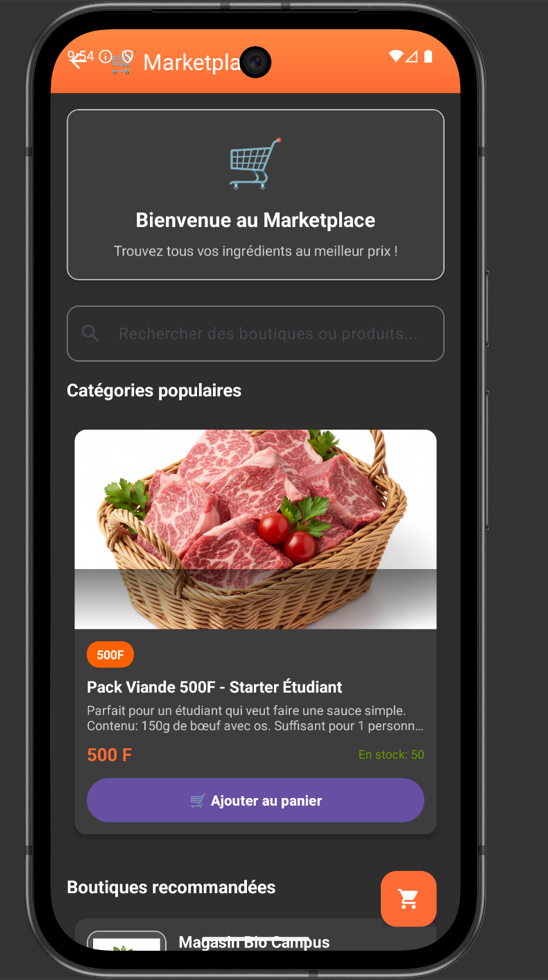 9:54
Marketpla
Bienvenue au Marketplace
Trouvez tous vos ingrédients au meilleur prix !
Rechercher des boutiques ou produits...
Catégories populaires
500F
Pack Viande 500F - Starter Étudiant
Parfait pour un étudiant qui veut faire une sauce simple.
Contenu: 150g de bœuf avec os. Suffisant pour 1 personn…
500 F
En stock: 50
Ajouter au panier
Boutiques recommandées
Magasin Bio Campus